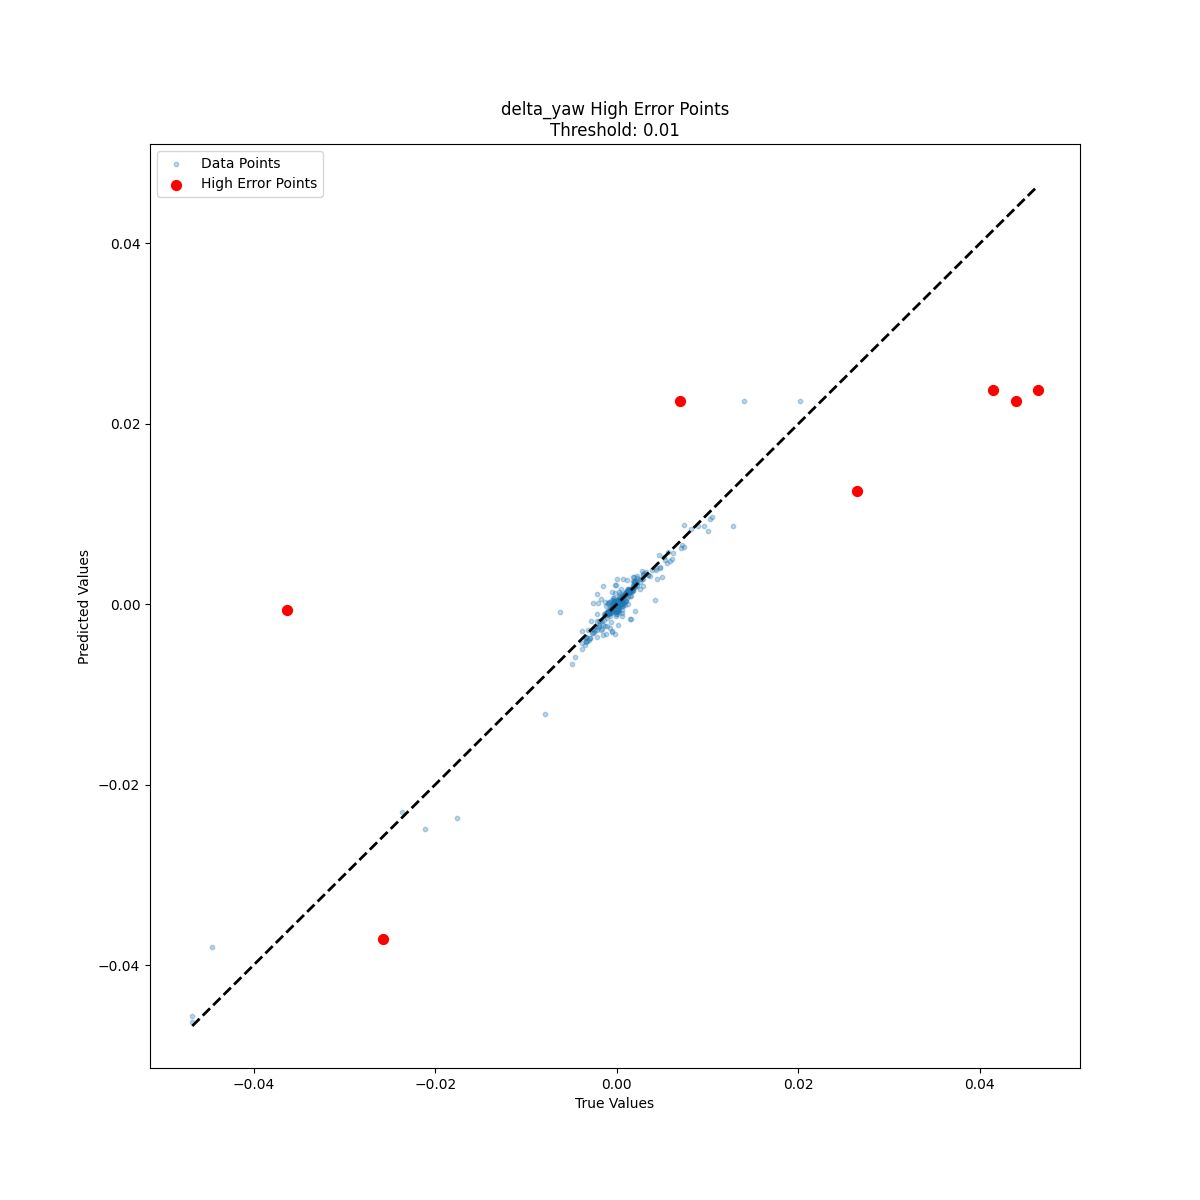 delta_yaw High Error Points
Threshold: 0.01
Data Points
High Error Points
0.04
0.02
0.00
−0.02
−0.04
Predicted Values
−0.04
−0.02
0.00
0.02
0.04
True Values